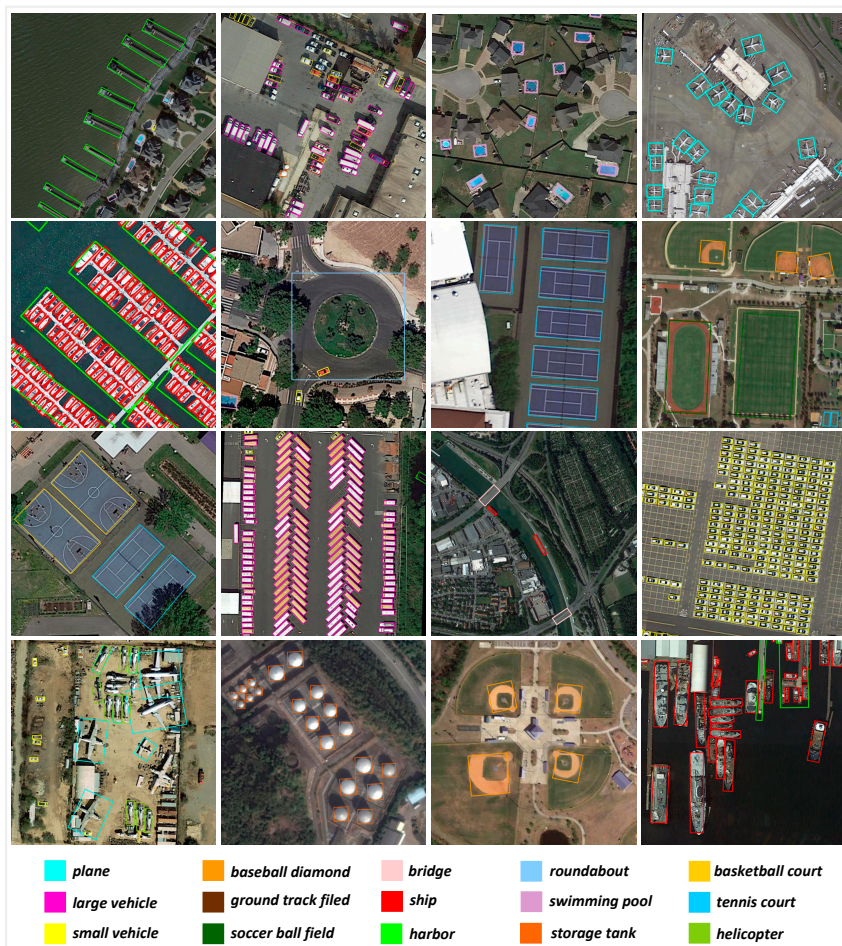 plane
baseball diamond
bridge
roundabout
basketball court
large vehicle
ground track filed
ship
swimming pool
tennis court
small vehicle
soccer ball field
harbor
storage tank
helicopter